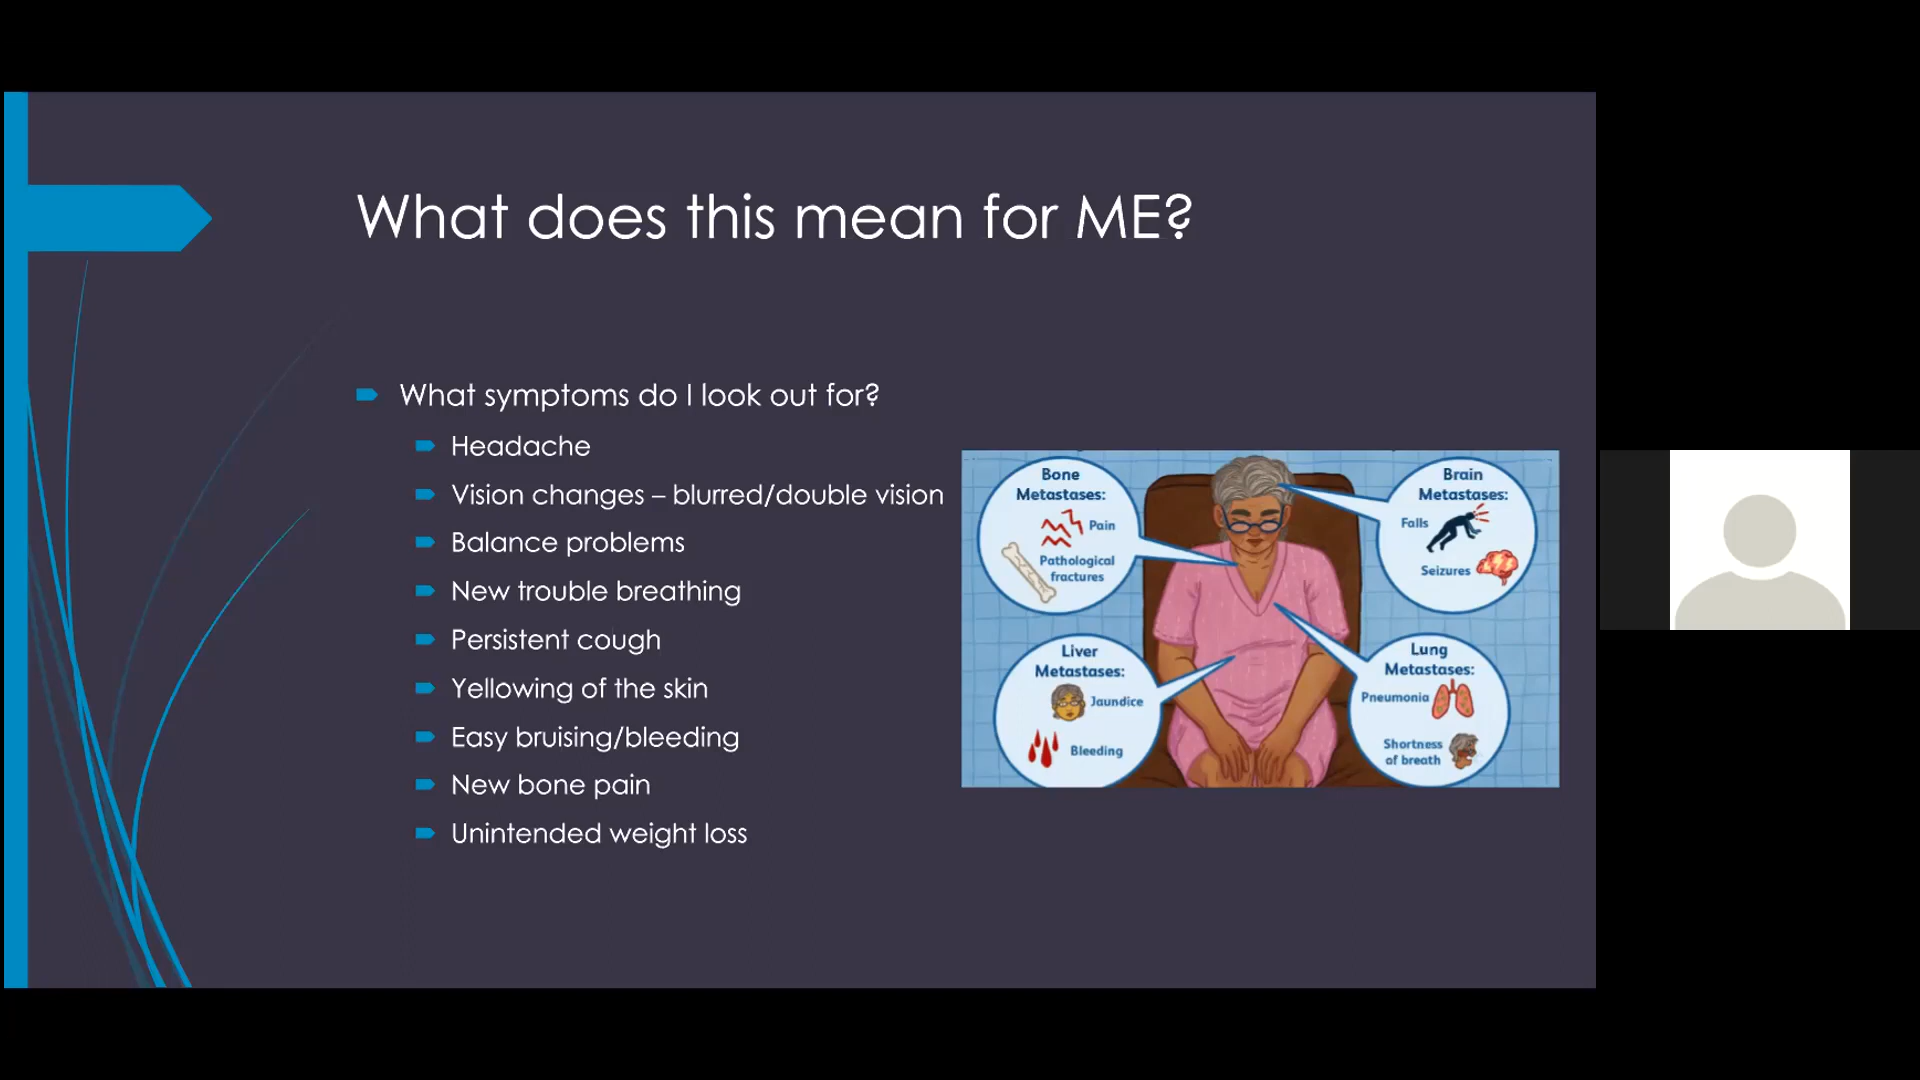 What does this mean for ME?
What symptoms do I look out for?
Headache
Vision changes – blurred/double vision
Balance problems
New trouble breathing
Persistent cough
Yellowing of the skin
Easy bruising/bleeding
New bone pain
Unintended weight loss
Bone
Metastases:
Pain
Pathological
fractures
Brain
Metastases:
Falls
Seizures
Liver
Metastases:
Jaundice
Bleeding
Lung
Metastases:
Pneumonia
Shortness
of breath